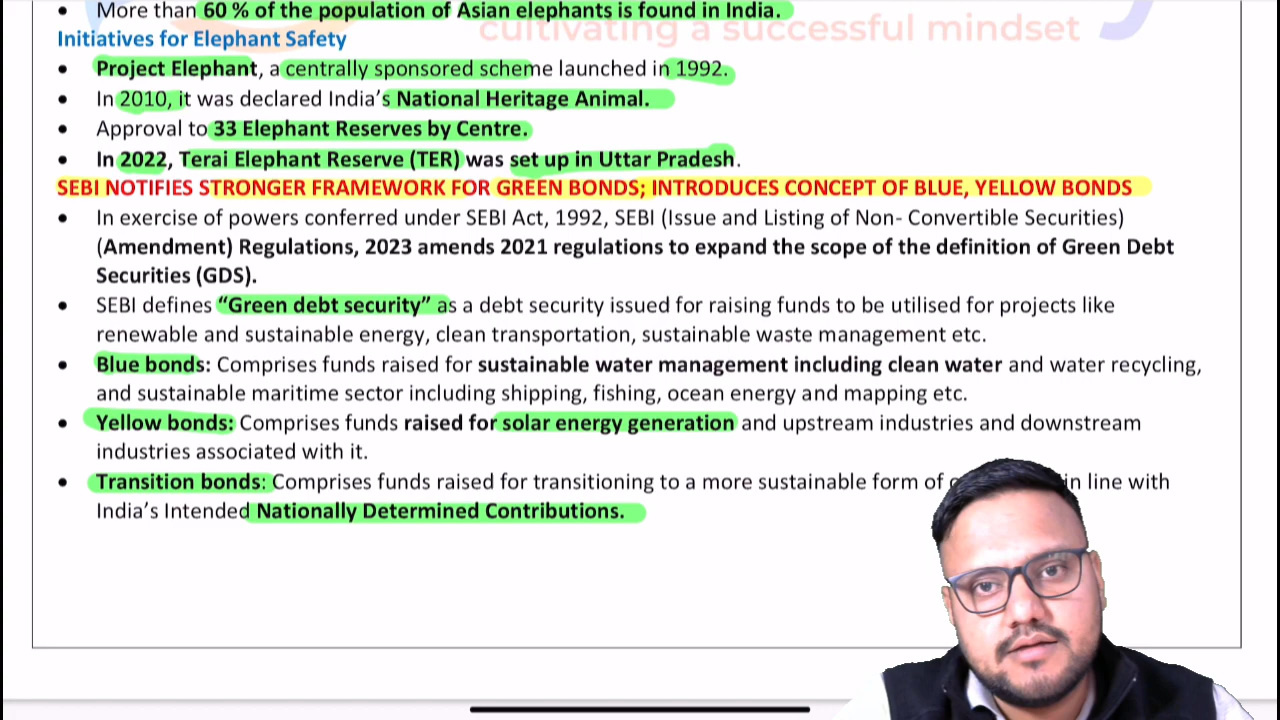 • More than 60 % of the population of Asian elephants is found in India.
cultivating a successful mindset
Initiatives for Elephant Safety
• Project Elephant, a centrally sponsored scheme launched in 1992.
• In 2010, it was declared India’s National Heritage Animal.
• Approval to 33 Elephant Reserves by Centre.
• In 2022, Terai Elephant Reserve (TER) was set up in Uttar Pradesh.
SEBI NOTIFIES STRONGER FRAMEWORK FOR GREEN BONDS; INTRODUCES CONCEPT OF BLUE, YELLOW BONDS
• In exercise of powers conferred under SEBI Act, 1992, SEBI (Issue and Listing of Non- Convertible Securities)
(Amendment) Regulations, 2023 amends 2021 regulations to expand the scope of the definition of Green Debt
Securities (GDS).
• SEBI defines “Green debt security” as a debt security issued for raising funds to be utilised for projects like
renewable and sustainable energy, clean transportation, sustainable waste management etc.
• Blue bonds: Comprises funds raised for sustainable water management including clean water and water recycling,
and sustainable maritime sector including shipping, fishing, ocean energy and mapping etc.
• Yellow bonds: Comprises funds raised for solar energy generation and upstream industries and downstream
industries associated with it.
• Transition bonds: Comprises funds raised for transitioning to a more sustainable form of in line with
India’s Intended Nationally Determined Contributions.